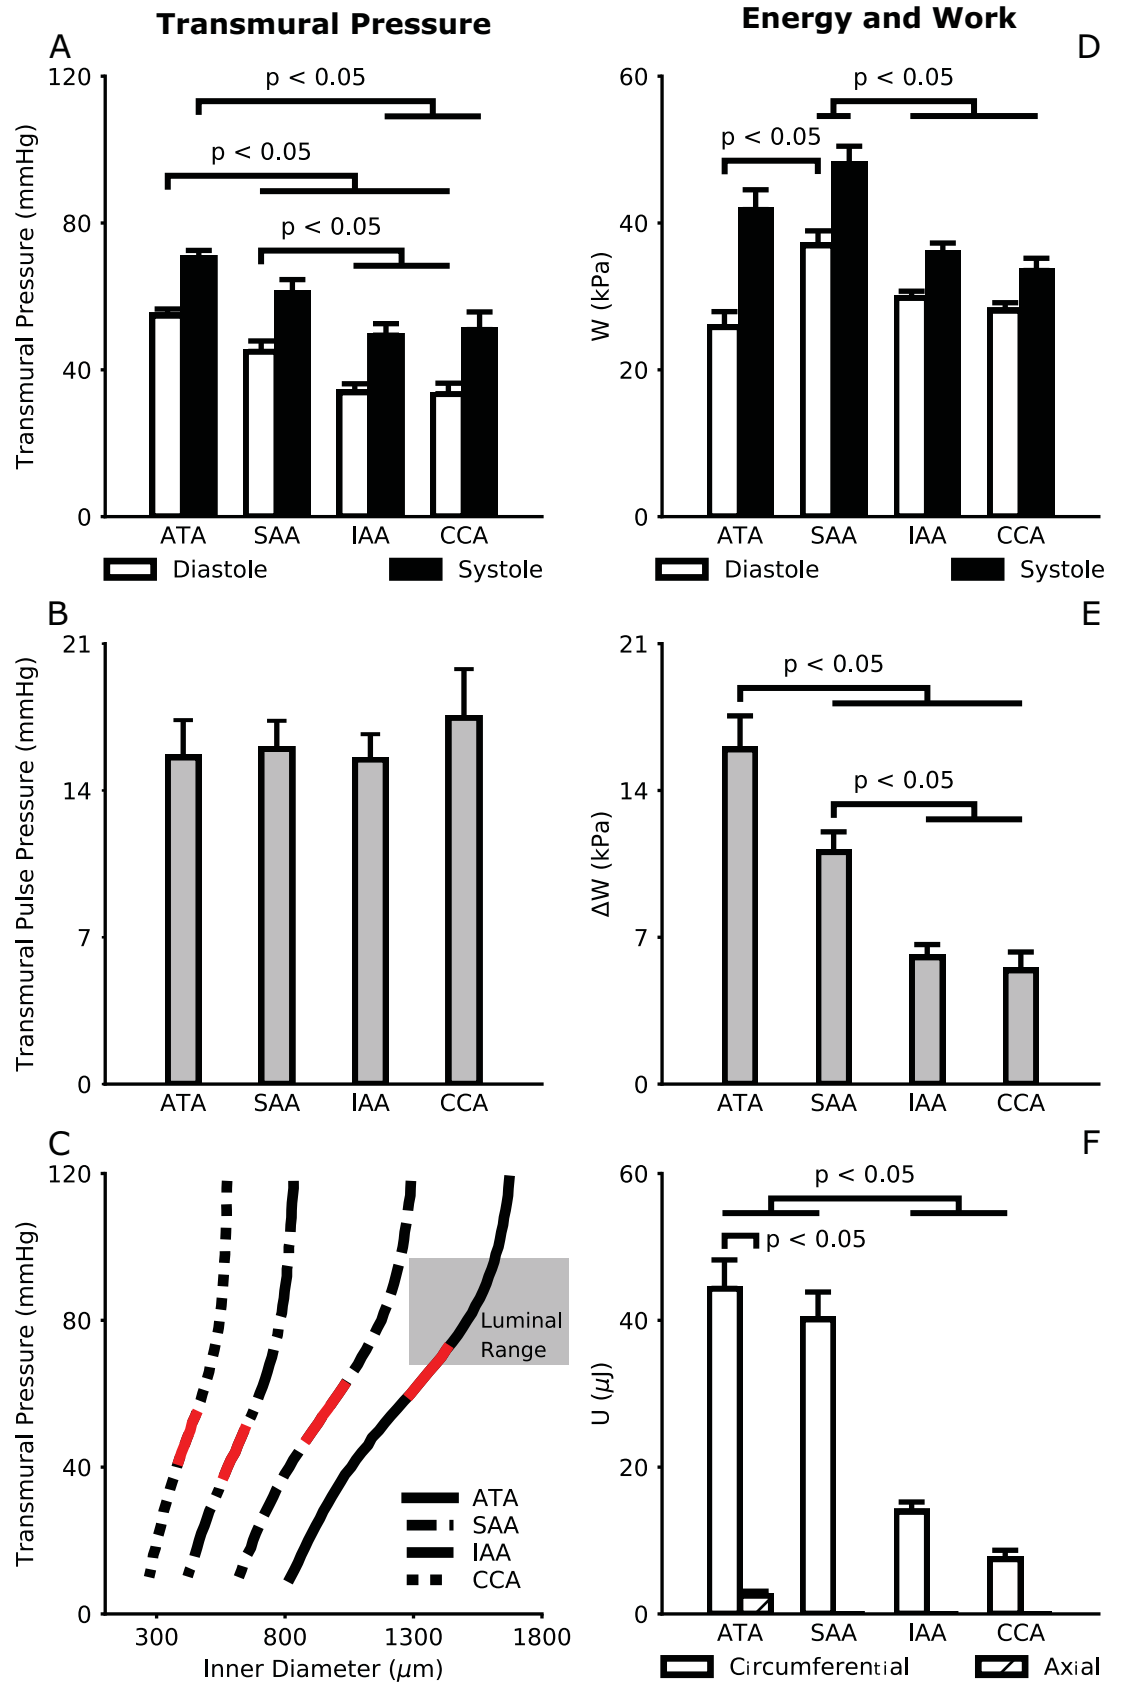 Transmural Pressure
Energy and Work
A
120
80
40
0
Transmural Pressure (mmHg)
p < 0.05
p < 0.05
p < 0.05
ATA SAA IAA CCA
Diastole Systole
D
60
40
20
0
W (kPa)
p < 0.05
p < 0.05
ATA SAA IAA CCA
Diastole Systole
B
21
14
7
0
Transmural Pulse Pressure (mmHg)
ATA SAA IAA CCA
E
21
14
7
0
ΔW (kPa)
p < 0.05
p < 0.05
ATA SAA IAA CCA
C
120
80
40
0
Transmural Pressure (mmHg)
Luminal
Range
ATA
SAA
IAA
CCA
300 800 1300 1800
Inner Diameter (μm)
F
60
40
20
0
U (μJ)
p < 0.05
p < 0.05
ATA SAA IAA CCA
Circumferential Axial